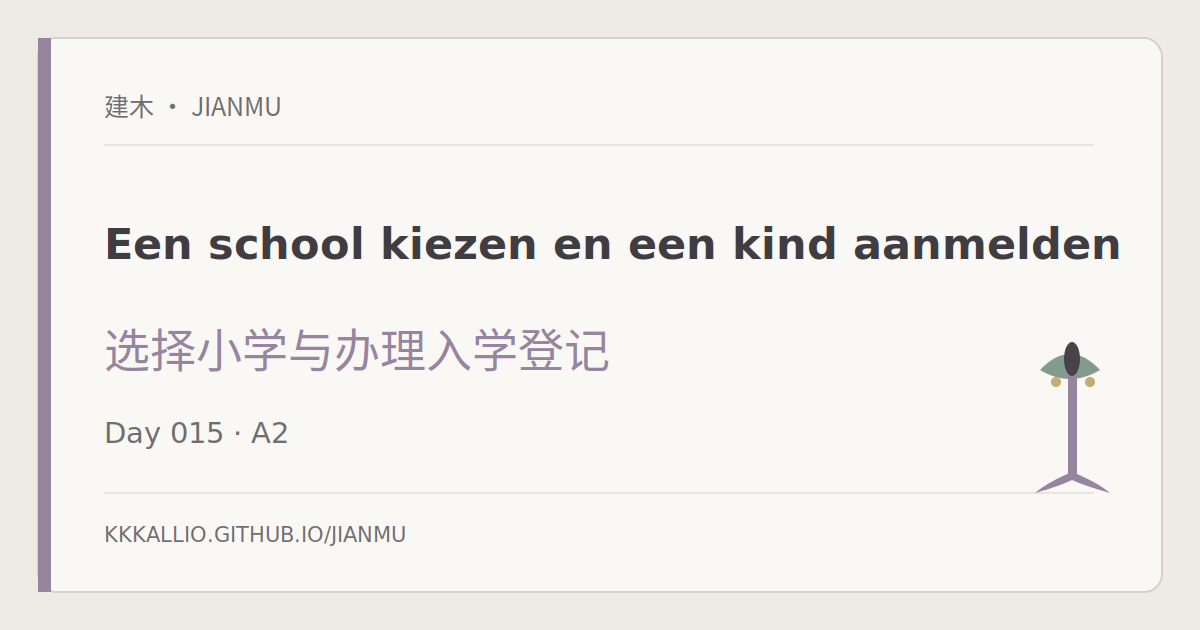 建木 · JIANMU
Een school kiezen en een kind aanmelden
选择小学与办理入学登记
Day 015 · A2
KKKALLIO.GITHUB.IO/JIANMU